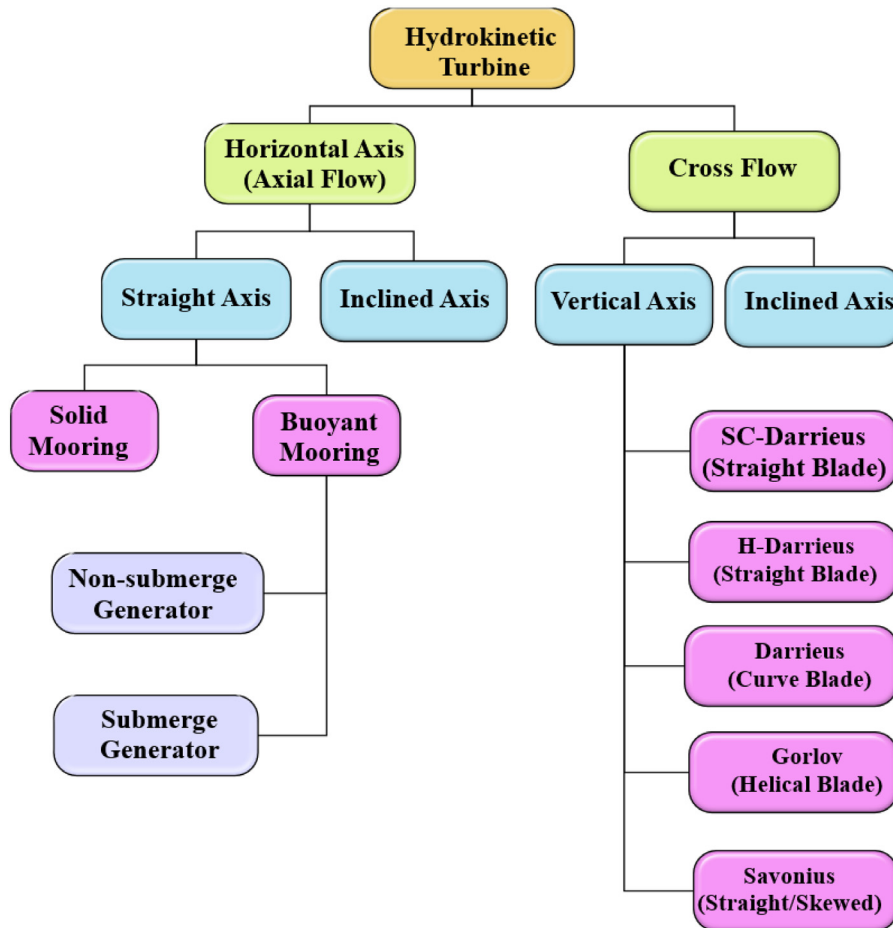 Hydrokinetic
Turbine
Horizontal Axis
(Axial Flow)
Cross Flow
Straight Axis
Inclined Axis
Vertical Axis
Inclined Axis
Solid
Mooring
Buoyant
Mooring
SC-Darrieus
(Straight Blade)
H-Darrieus
(Straight Blade)
Non-submerge
Generator
Darrieus
(Curve Blade)
Submerge
Generator
Gorlov
(Helical Blade)
Savonius
(Straight/Skewed)